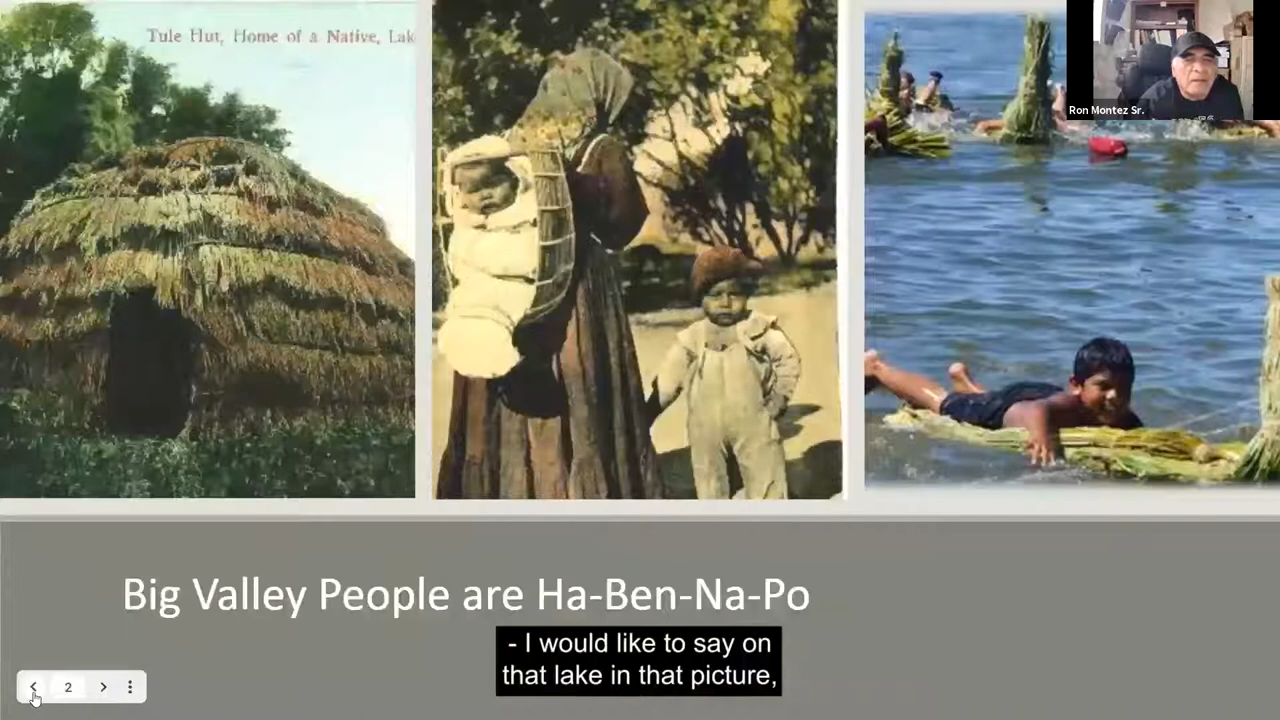 Tule Hut, Home of a Native, Lak
Ron Montez Sr.
Big Valley People are Ha-Ben-Na-Po
- I would like to say on
that lake in that picture,
2